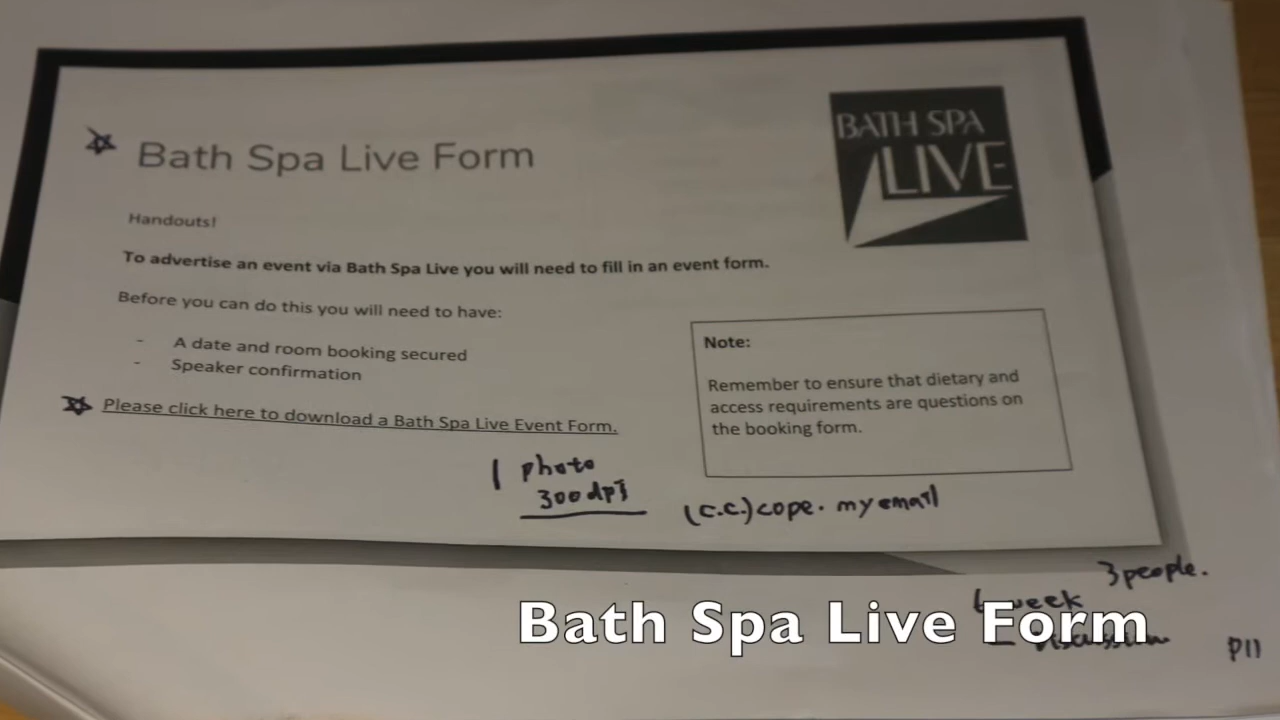 Bath Spa Live Form
BATH SPA
LIVE
Handouts!
To advertise an event via Bath Spa Live you will need to fill in an event form.
Before you can do this you will need to have:
- A date and room booking secured
- Speaker confirmation
Please click here to download a Bath Spa Live Event Form.
Note:
Remember to ensure that dietary and
access requirements are questions on
the booking form.
1 photo
300dpi
(c.c.) cope. my email
3 people.
week
Bath Spa Live Form
P11